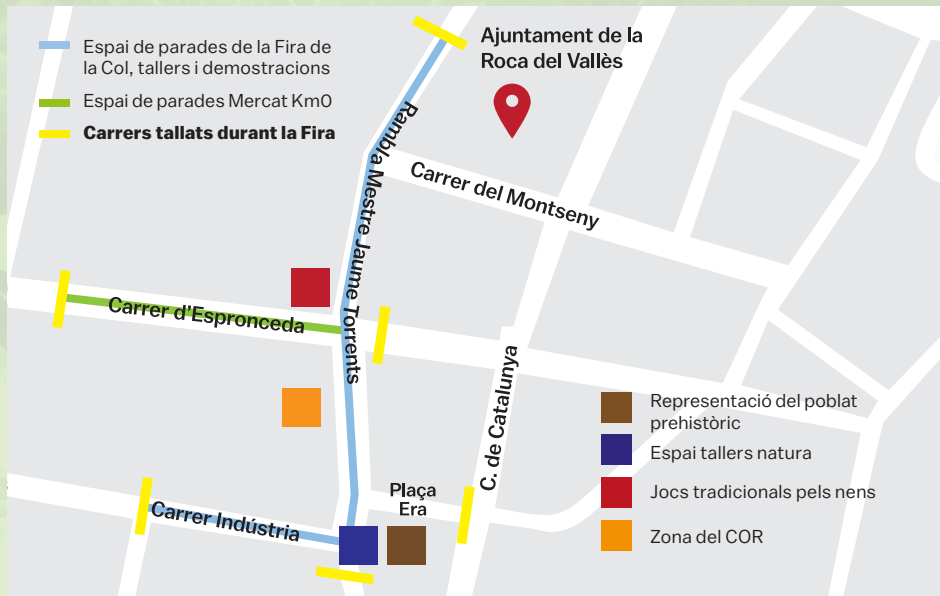 Espai de parades de la Fira de
la Col, tallers i demostracions
Espai de parades Mercat Km0
Carrers tallats durant la Fira
Ajuntament de la
Roca del Vallès
Rambla Mestre Jaume Torrents
Carrer del Montseny
Carrer d'Espronceda
C. de Catalunya
Plaça
Era
Carrer Indústria
Representació del poblat
prehistòric
Espai tallers natura
Jocs tradicionals pels nens
Zona del COR